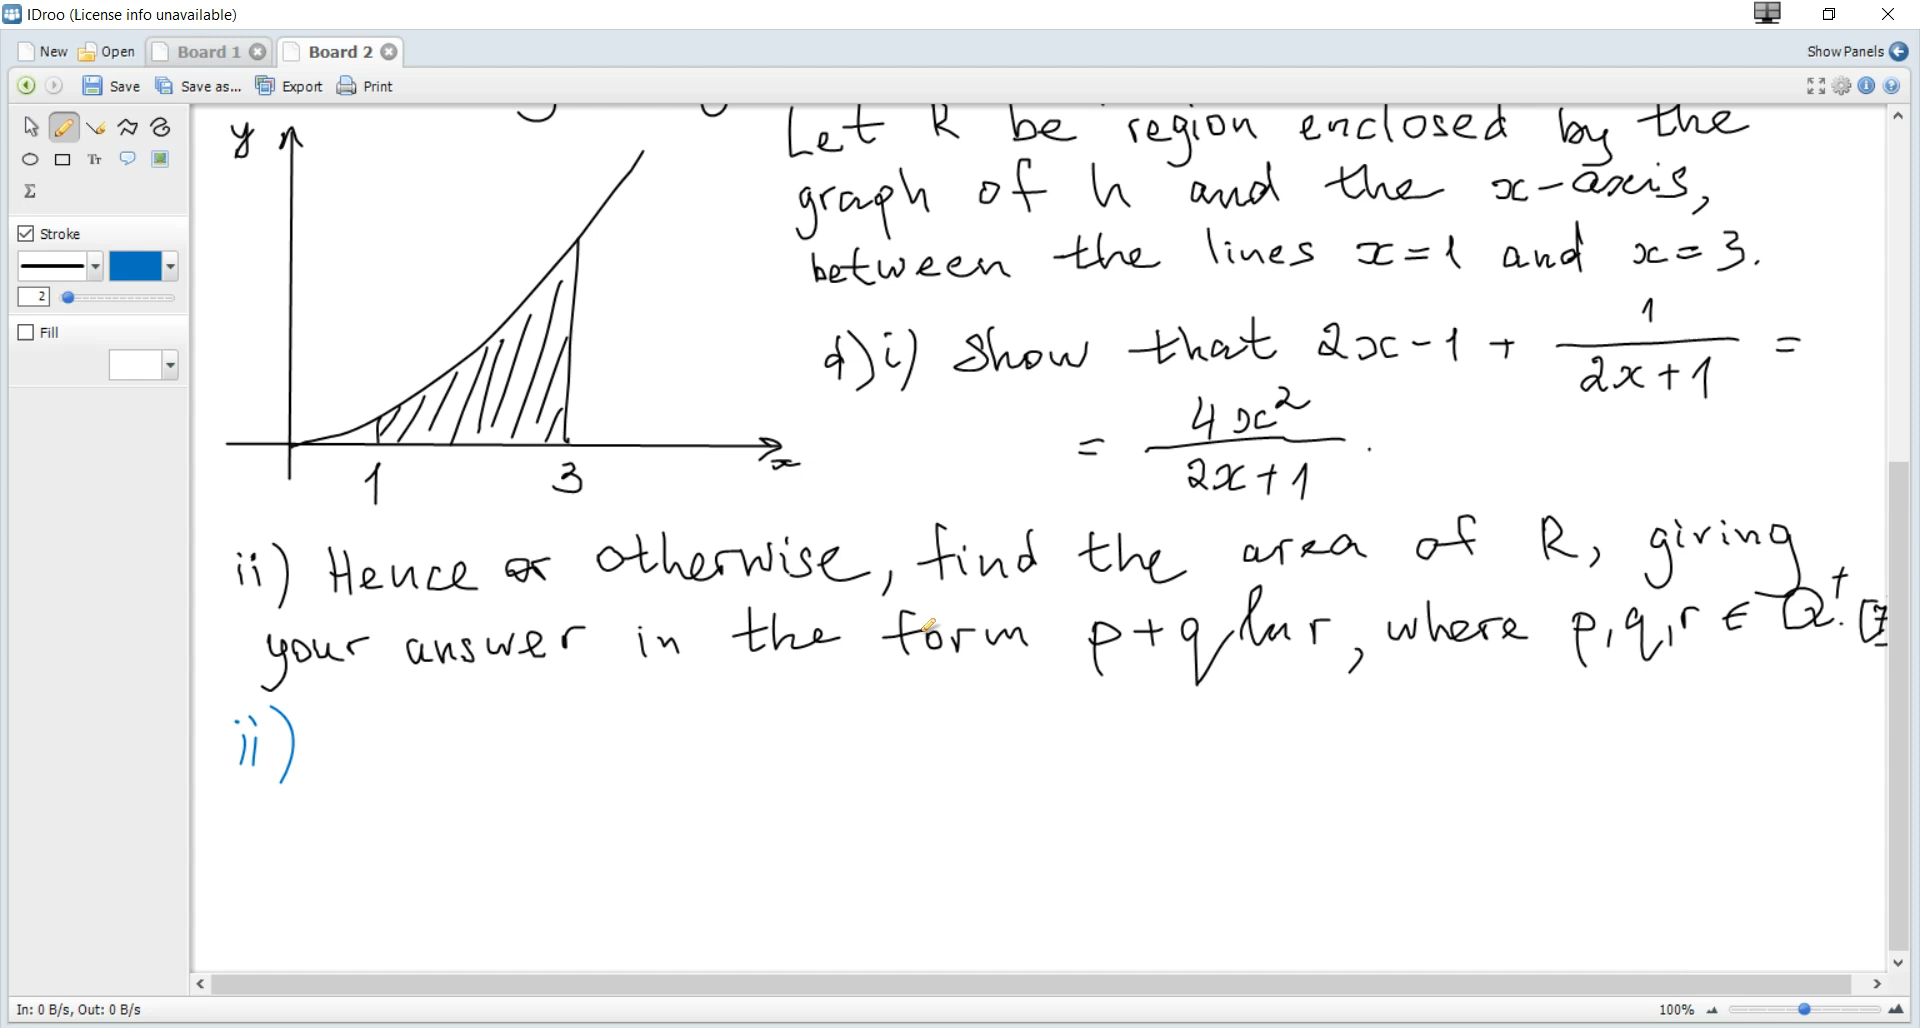 IDroo (License info unavailable)
New Open Board 1 Board 2 Show Panels
Save Save as... Export Print
Stroke
2
Fill
y
x
1 3
Let R be region enclosed by the
graph of h and the x-axis,
between the lines x=1 and x=3.
d)i) Show that 2x-1 + 1/(2x+1) =
= 4x²/(2x+1) .
ii) Hence or otherwise, find the area of R, giving
your answer in the form p+q ln r, where p,q,r ∈ Q⁺. [7
ii)
In: 0 B/s, Out: 0 B/s 100%